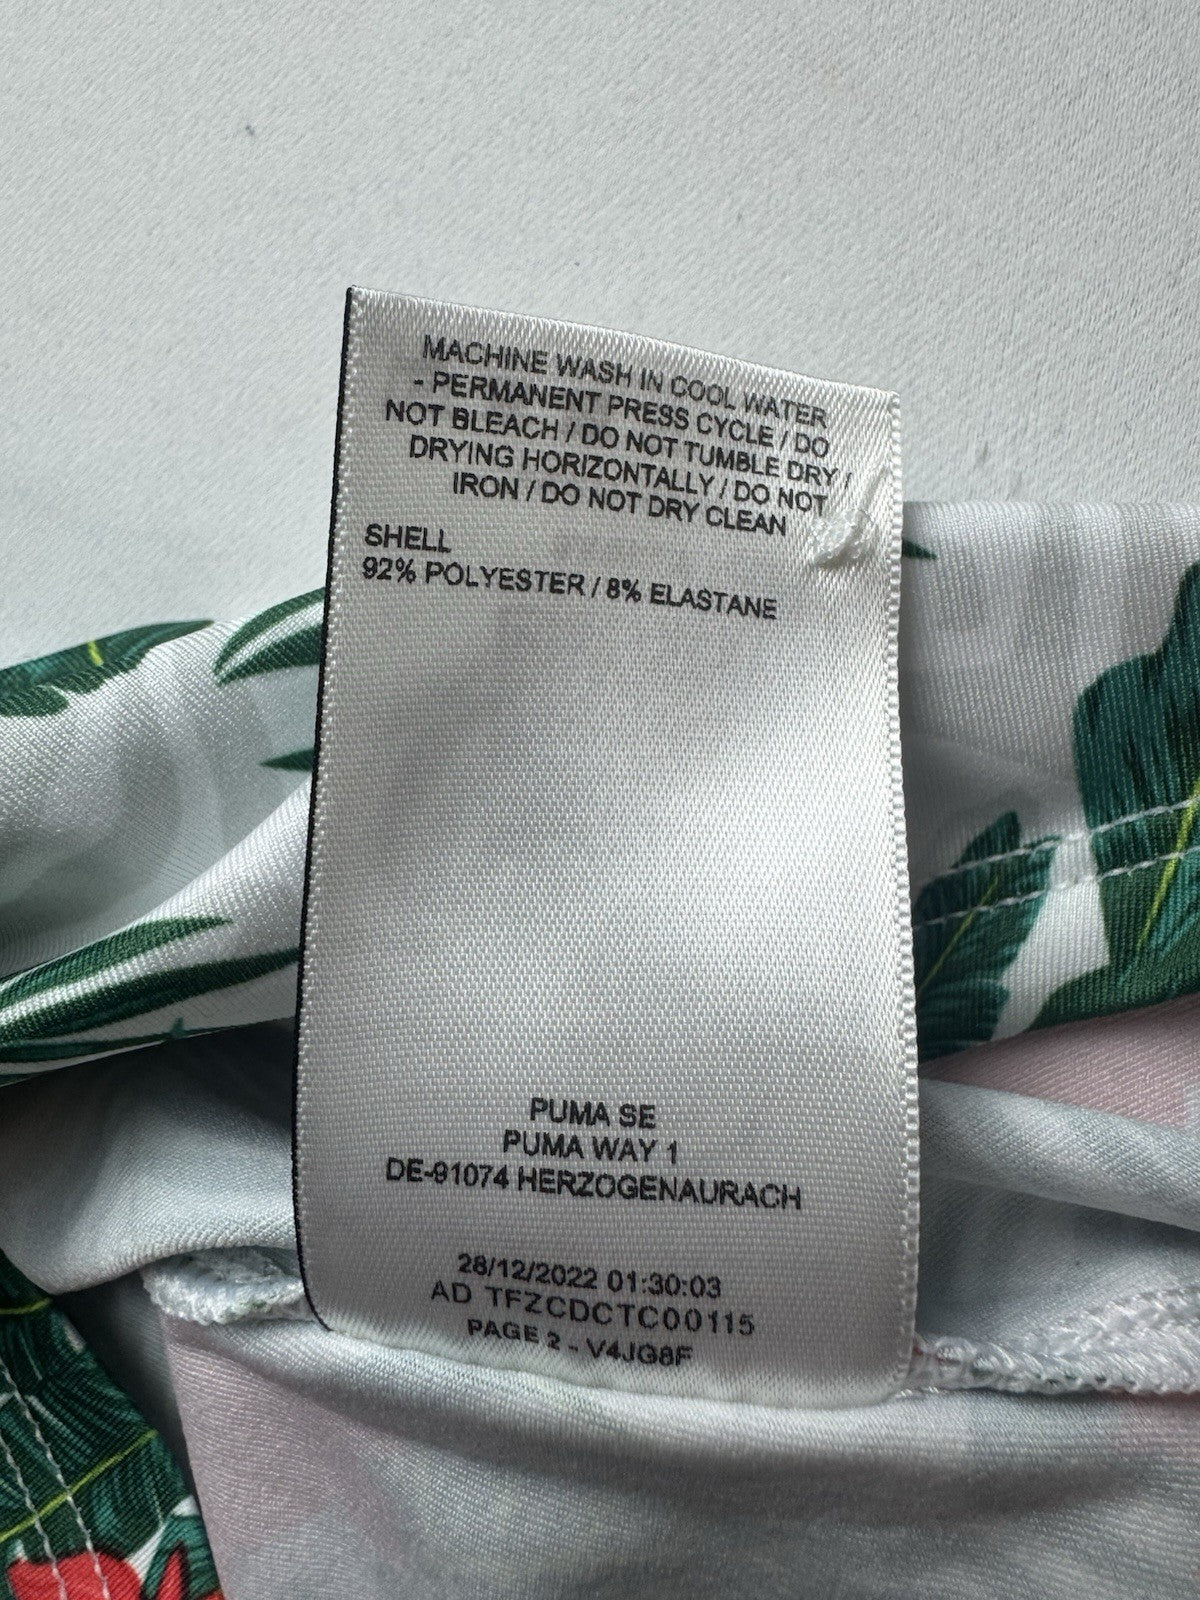 MACHINE WASH IN COOL WATER
- PERMANENT PRESS CYCLE / DO
NOT BLEACH / DO NOT TUMBLE DRY /
DRYING HORIZONTALLY / DO NOT
IRON / DO NOT DRY CLEAN
SHELL
92% POLYESTER / 8% ELASTANE
PUMA SE
PUMA WAY 1
DE-91074 HERZOGENAURACH
28/12/2022 01:30:03
AD TFZCDCTC00115
PAGE 2 - V4JG8F